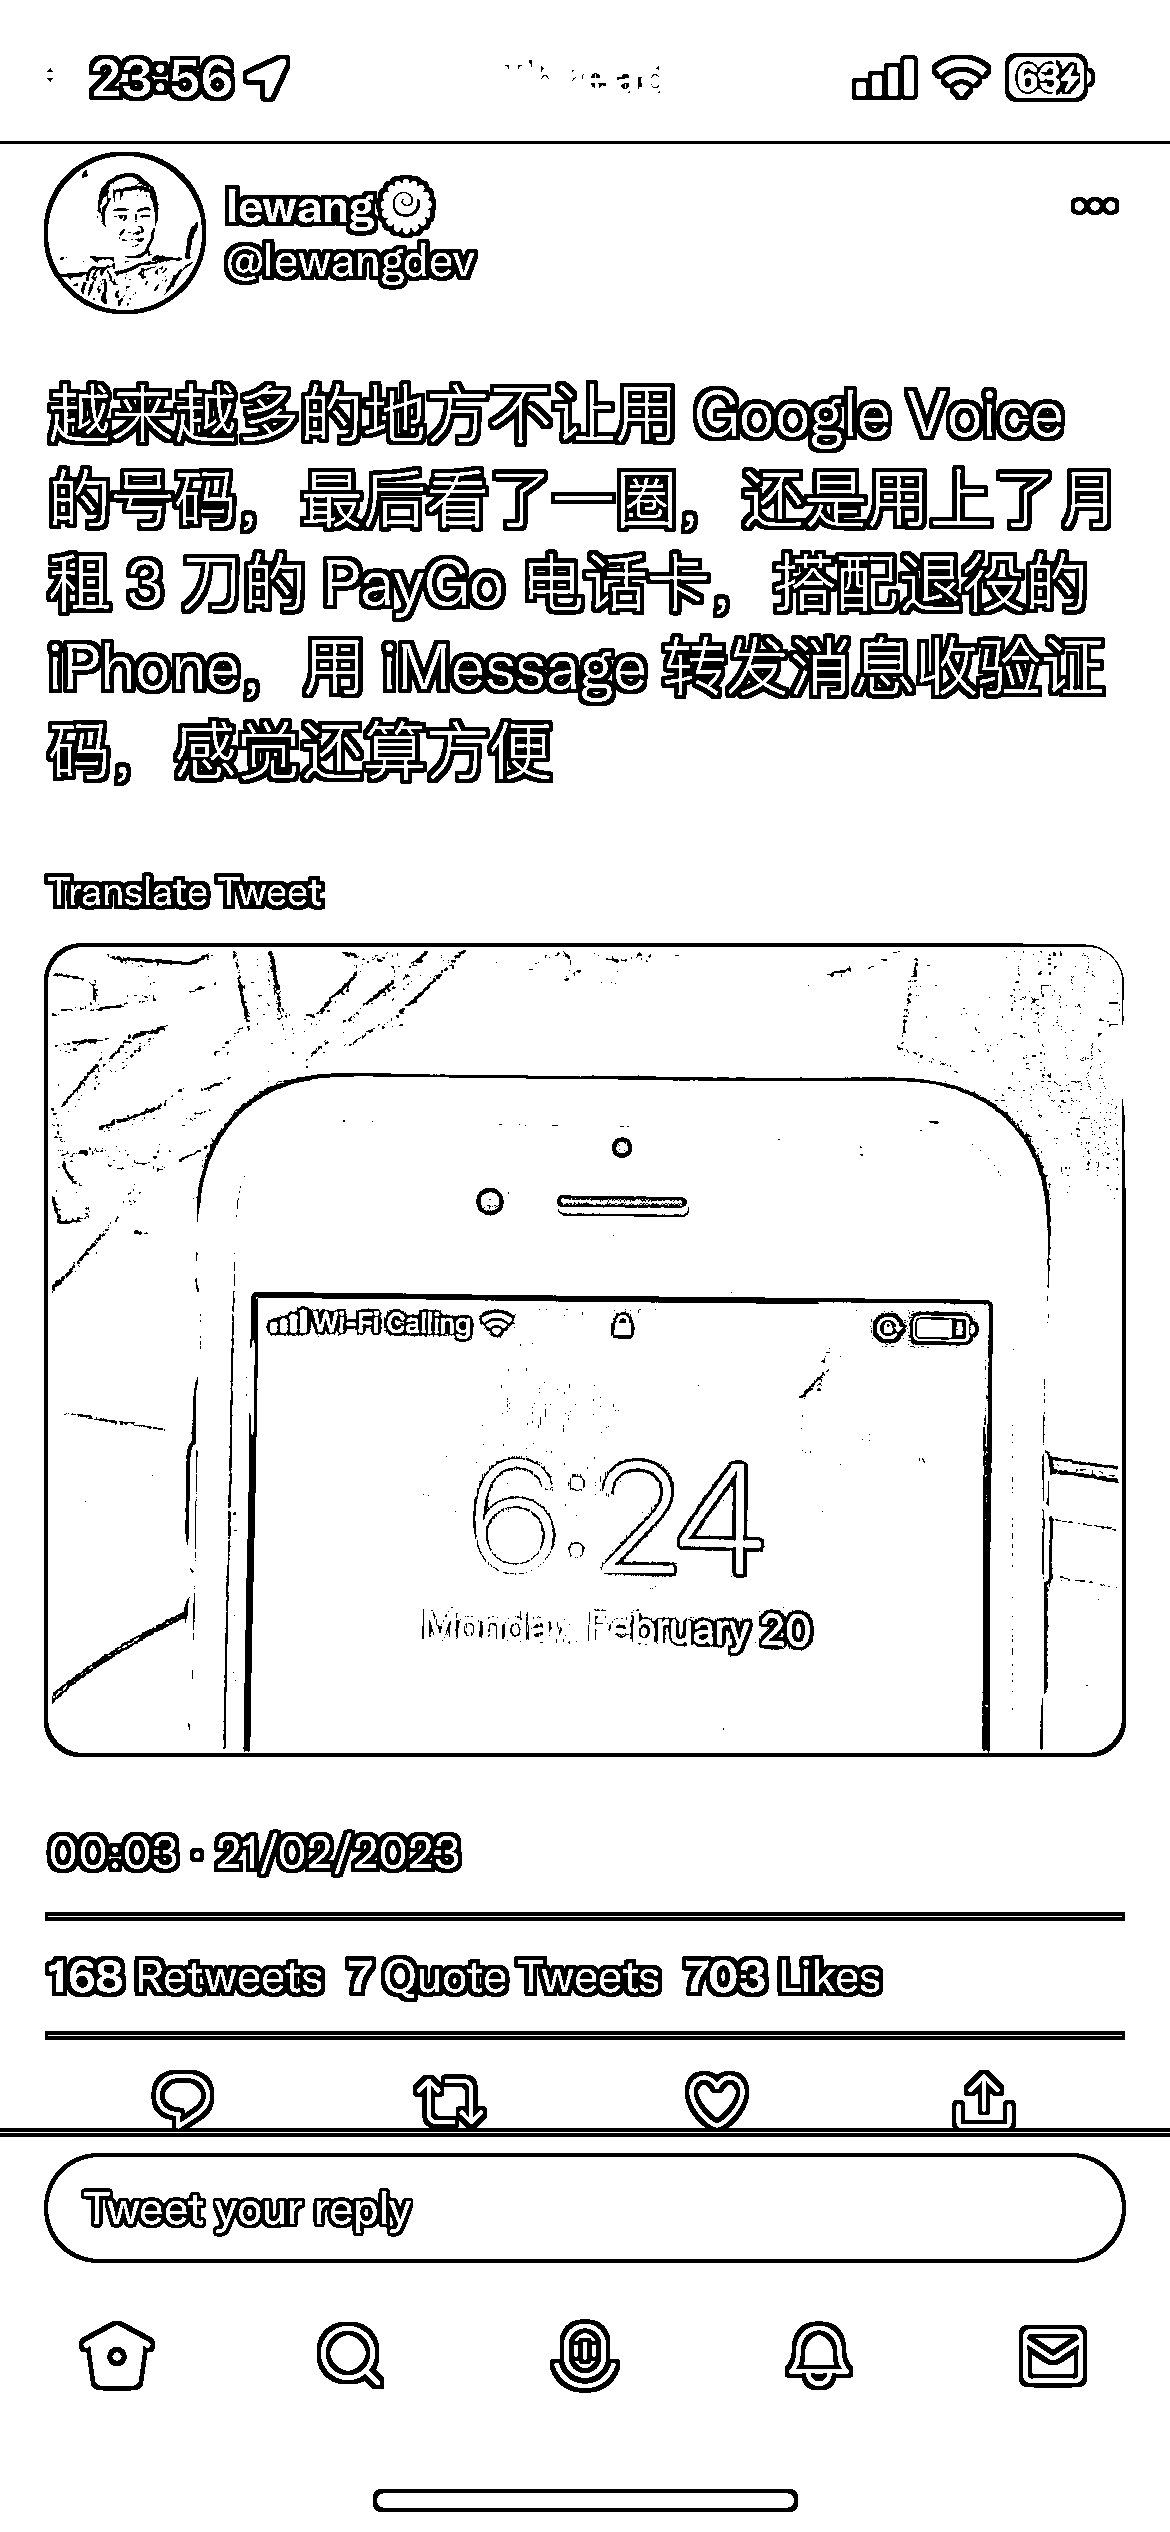 23:56
63
lewang🍥
@lewangdev
越来越多的地方不让用 Google Voice
的号码，最后看了一圈，还是用上了月
租 3 刀的 PayGo 电话卡，搭配退役的
iPhone，用 iMessage 转发消息收验证
码，感觉还算方便
Translate Tweet
Wi-Fi Calling
6:24
Monday, February 20
00:03 · 21/02/2023
168 Retweets 7 Quote Tweets 703 Likes
Tweet your reply